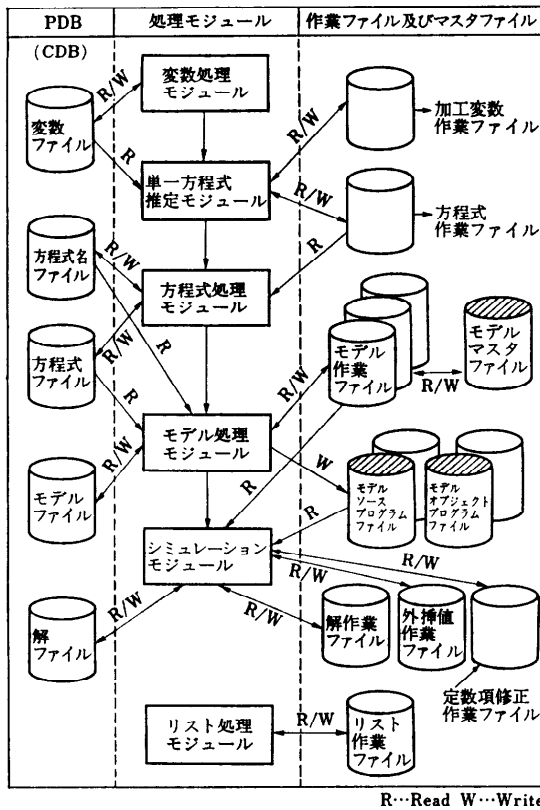 PDB
処理モジュール
作業ファイル及びマスタファイル
(CDB)
変数処理
モジュール
R/W
変数
ファイル
R
R/W
加工変数
作業ファイル
単一方程式
推定モジュール
R/W
方程式
作業ファイル
方程式名
ファイル
R/W
R
方程式処理
モジュール
モデル
作業
ファイル
モデル
マスタ
ファイル
R/W
方程式
ファイル
R/W
R
R
R/W
モデル処理
モジュール
W
モデル
ファイル
R/W
R
モデル
ソース
プログラム
ファイル
モデル
オブジェクト
プログラム
ファイル
R
シミュレーション
モジュール
R/W
R/W
解
ファイル
R/W
R/W
解作業
ファイル
外挿値
作業
ファイル
定数項修正
作業ファイル
リスト処理
モジュール
R/W
リスト
作業
ファイル
R…Read W…Write